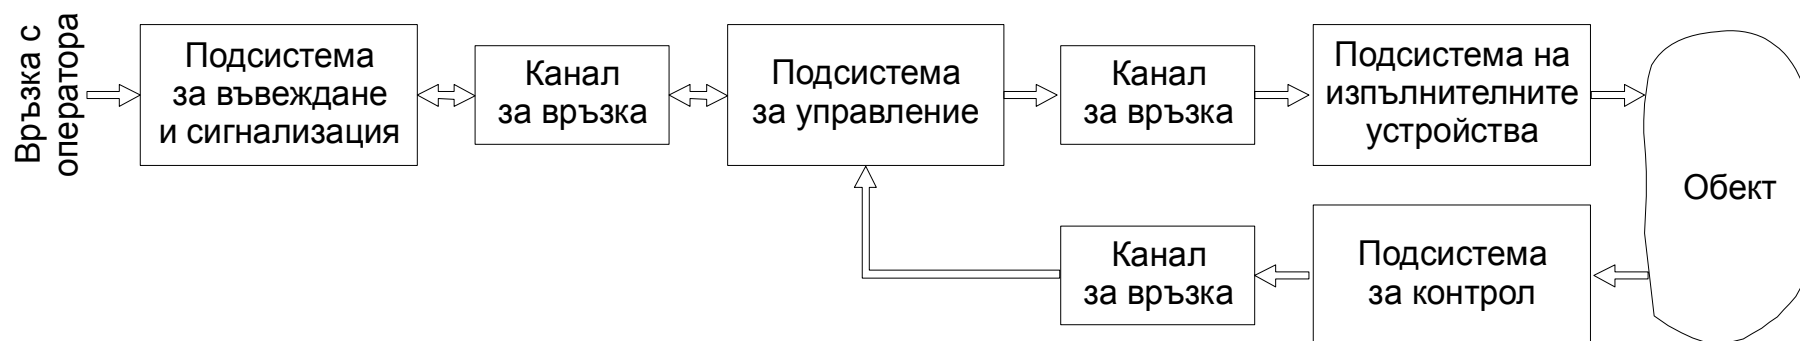 Връзка с
оператора
Подсистема
за въвеждане
и сигнализация
Канал
за връзка
Подсистема
за управление
Канал
за връзка
Подсистема на
изпълнителните
устройства
Обект
Канал
за връзка
Подсистема
за контрол